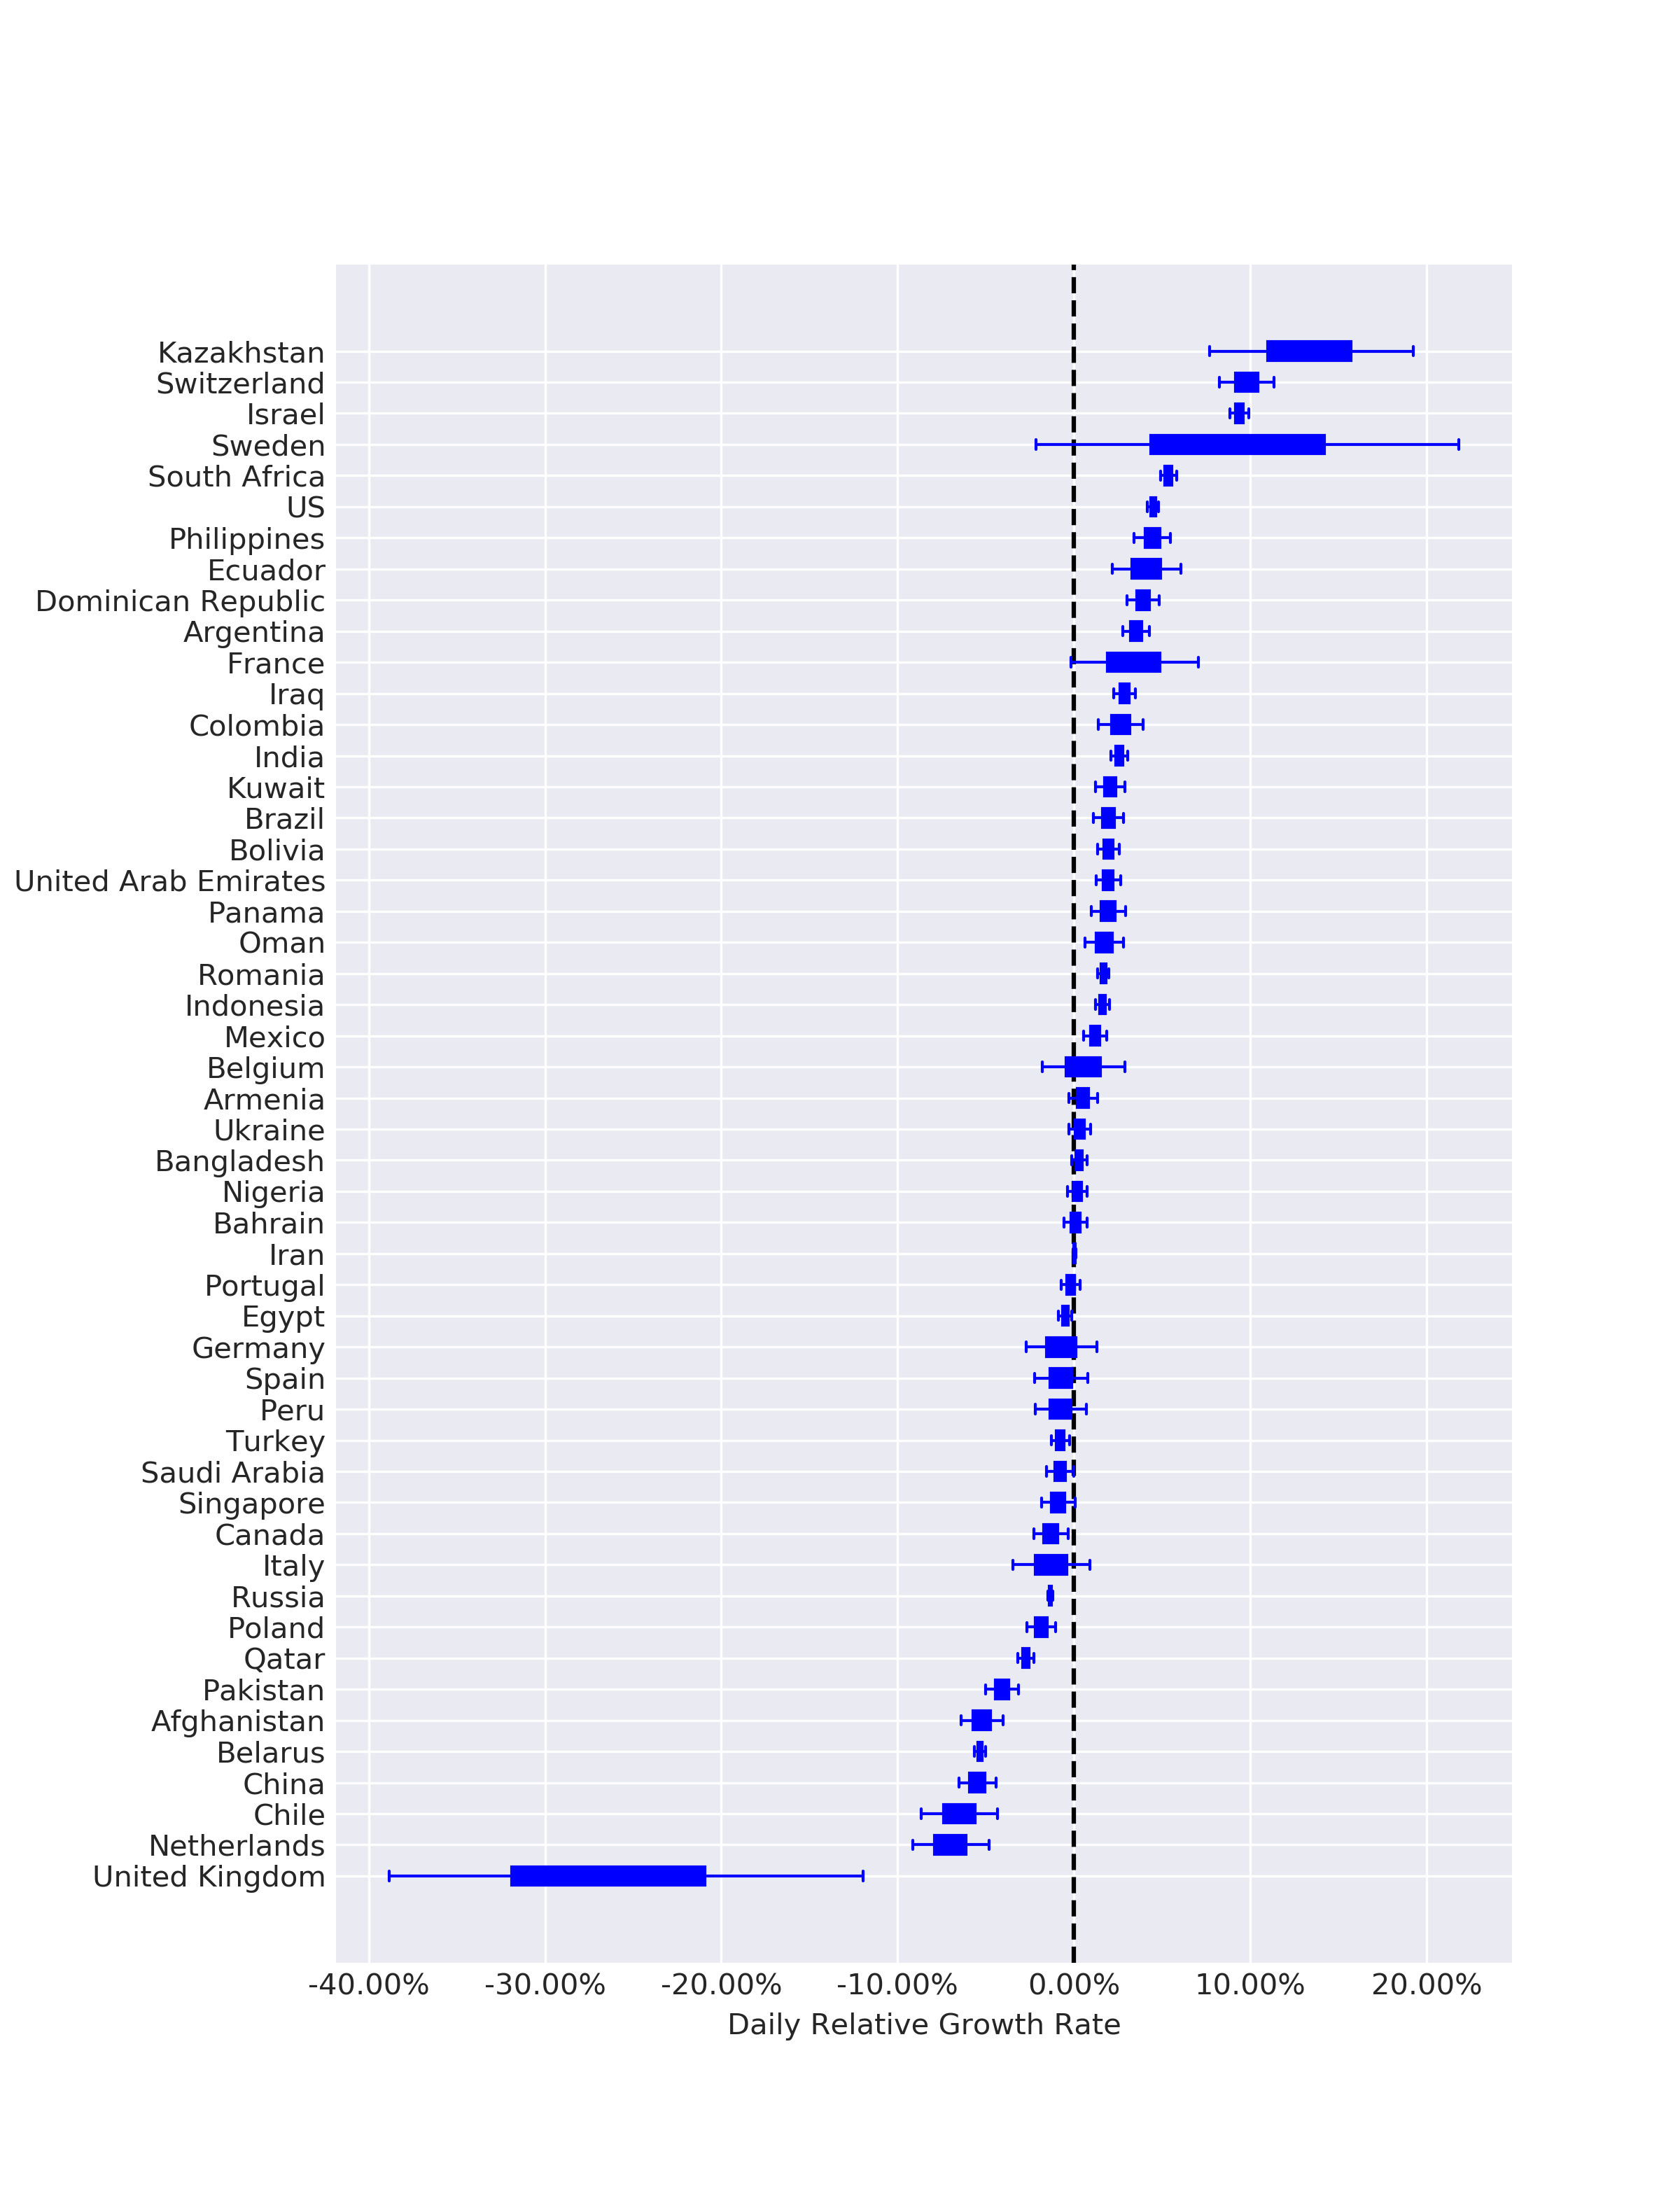 Kazakhstan
Switzerland
Israel
Sweden
South Africa
US
Philippines
Ecuador
Dominican Republic
Argentina
France
Iraq
Colombia
India
Kuwait
Brazil
Bolivia
United Arab Emirates
Panama
Oman
Romania
Indonesia
Mexico
Belgium
Armenia
Ukraine
Bangladesh
Nigeria
Bahrain
Iran
Portugal
Egypt
Germany
Spain
Peru
Turkey
Saudi Arabia
Singapore
Canada
Italy
Russia
Poland
Qatar
Pakistan
Afghanistan
Belarus
China
Chile
Netherlands
United Kingdom
-40.00% -30.00% -20.00% -10.00% 0.00% 10.00% 20.00%
Daily Relative Growth Rate